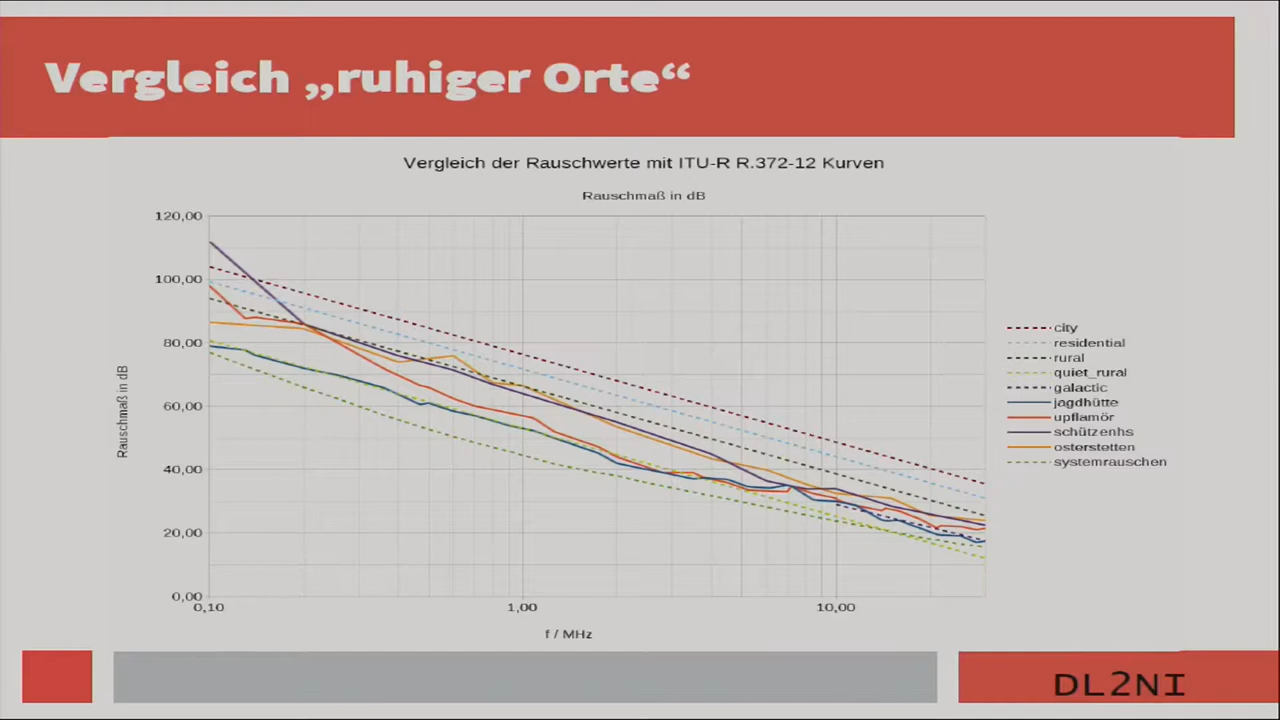 Vergleich „ruhiger Orte“
Vergleich der Rauschwerte mit ITU-R R.372-12 Kurven
Rauschmaß in dB
120,00
100,00
80,00
60,00
40,00
20,00
0,00
Rauschmaß in dB
0,10
1,00
10,00
f / MHz
city
residential
rural
quiet_rural
galactic
jagdhütte
upflamör
schützenhs
osterstetten
systemrauschen
DL2NI